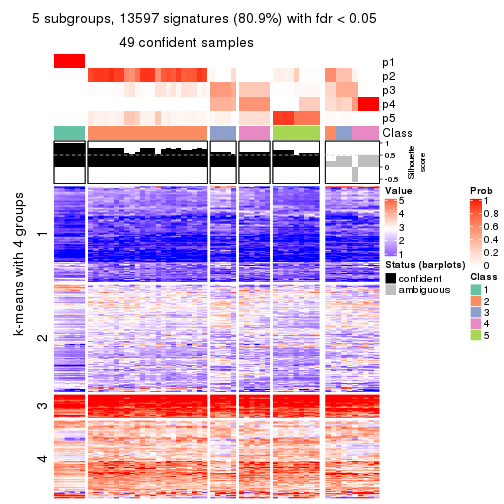 5 subgroups, 13597 signatures (80.9%) with fdr < 0.05
49 confident samples
p1
p2
p3
p4
p5
Class
1
0.5
0
-0.5
Silhouette
score
k-means with 4 groups
1
2
3
4
Value
5
4
3
2
1
Status (barplots)
confident
ambiguous
Prob
1
0.8
0.6
0.4
0.2
0
Class
1
2
3
4
5